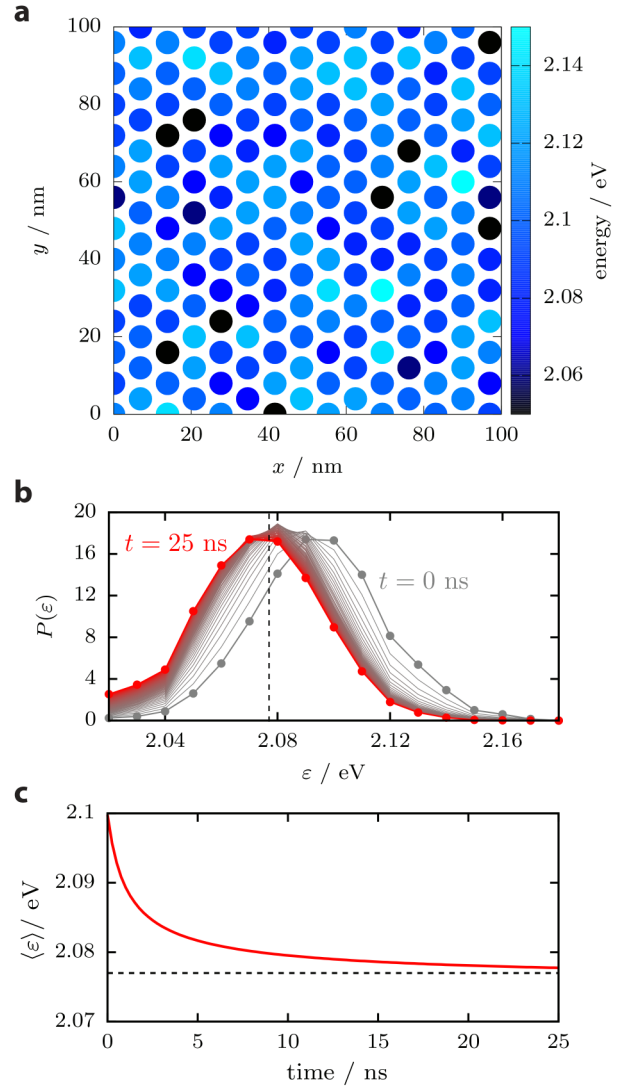 a
100
80
60
40
20
0
0 20 40 60 80 100
x / nm
y / nm
2.14
2.12
2.1
2.08
2.06
energy / eV
b
20
16
12
8
4
0
t = 25 ns
t = 0 ns
P(ε)
2.04 2.08 2.12 2.16
ε / eV
c
2.1
2.09
2.08
2.07
⟨ε⟩ / eV
0 5 10 15 20 25
time / ns